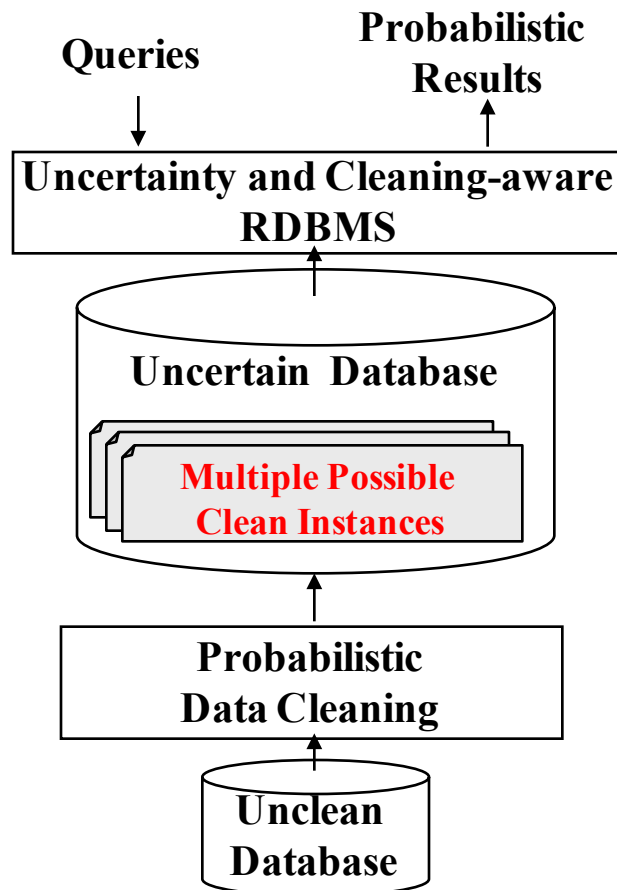 Queries
Probabilistic
Results
Uncertainty and Cleaning-aware
RDBMS
Uncertain Database
Multiple Possible
Clean Instances
Probabilistic
Data Cleaning
Unclean
Database